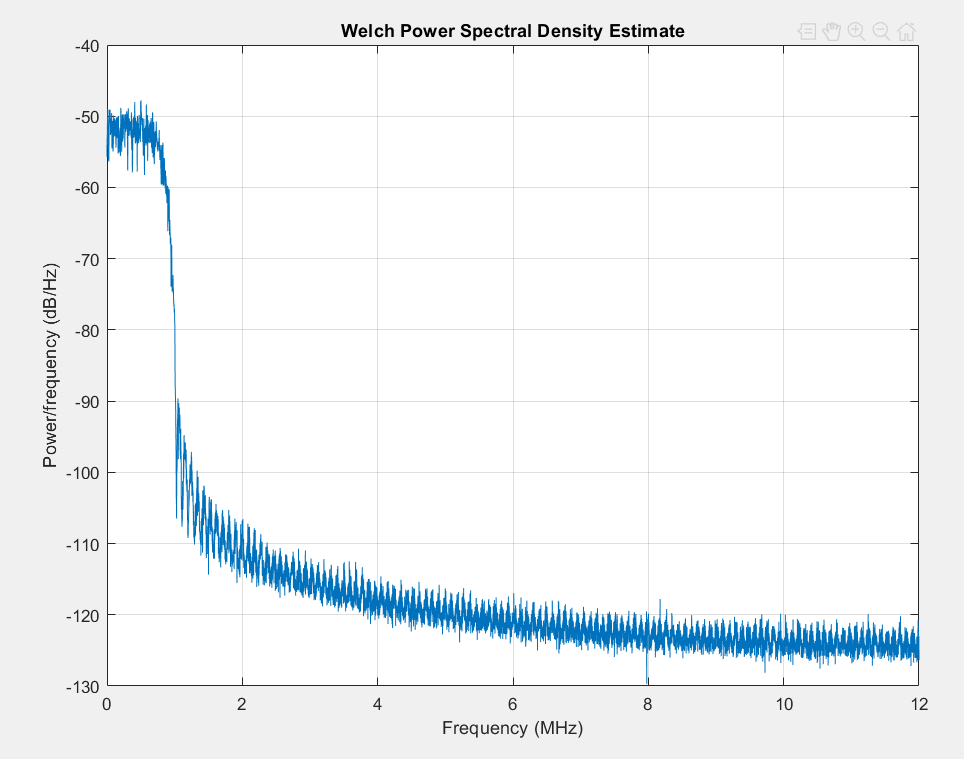 Welch Power Spectral Density Estimate
-40
-50
-60
-70
-80
-90
-100
-110
-120
-130
Power/frequency (dB/Hz)
0 2 4 6 8 10 12
Frequency (MHz)